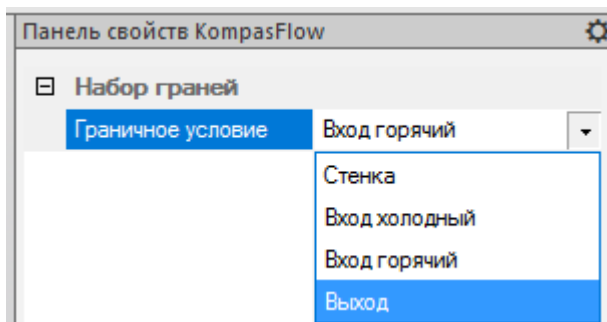 Панель свойств KompasFlow
Набор граней
Граничное условие Вход горячий
Стенка
Вход холодный
Вход горячий
Выход